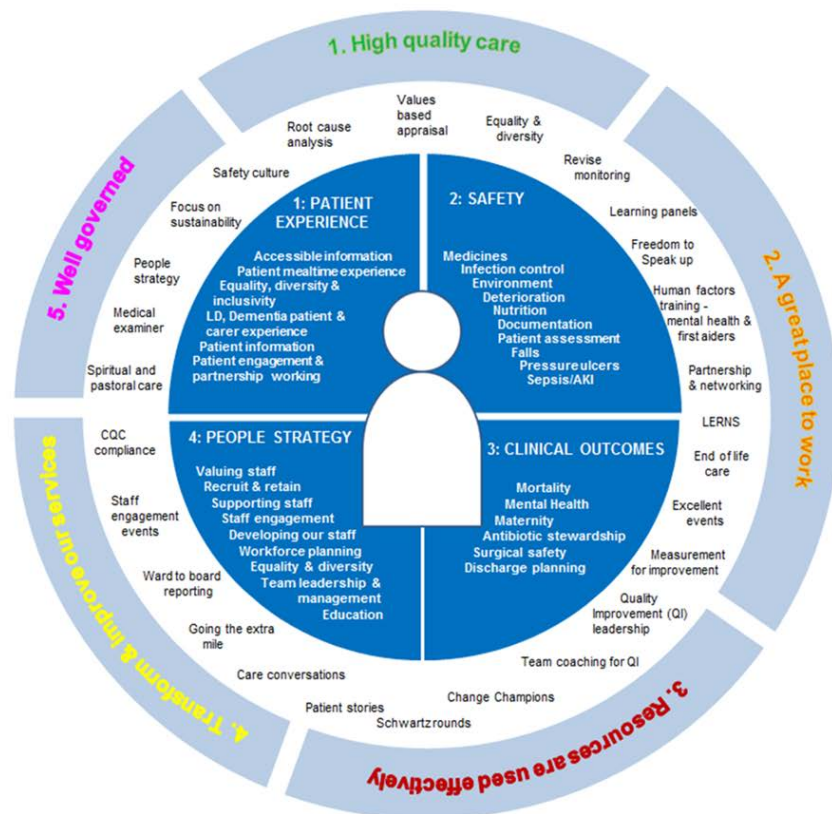 1. High quality care
2. A great place to work
3. Resources are used effectively
4. Transform & Improve our services
5. Well governed
Values
based
appraisal
Equality &
diversity
Revise
monitoring
Learning panels
Freedom to
Speak up
Human factors
training -
mental health &
first aiders
Partnership
& networking
LERNS
End of life
care
Excellent
events
Measurement
for improvement
Quality
Improvement (QI)
leadership
Team coaching for QI
Change Champions
Schwartz rounds
Patient stories
Care conversations
Going the extra
mile
Ward to board
reporting
Staff
engagement
events
CQC
compliance
Spiritual and
pastoral care
Medical
examiner
People
strategy
Focus on
sustainability
Safety culture
Root cause
analysis
1: PATIENT
EXPERIENCE
Accessible information
Patient mealtime experience
Equality, diversity &
inclusivity
LD, Dementia patient &
carer experience
Patient information
Patient engagement &
partnership working
2: SAFETY
Medicines
Infection control
Environment
Deterioration
Nutrition
Documentation
Patient assessment
Falls
Pressure ulcers
Sepsis/AKI
3: CLINICAL OUTCOMES
Mortality
Mental Health
Maternity
Antibiotic stewardship
Surgical safety
Discharge planning
4: PEOPLE STRATEGY
Valuing staff
Recruit & retain
Supporting staff
Staff engagement
Developing our staff
Workforce planning
Equality & diversity
Team leadership &
management
Education